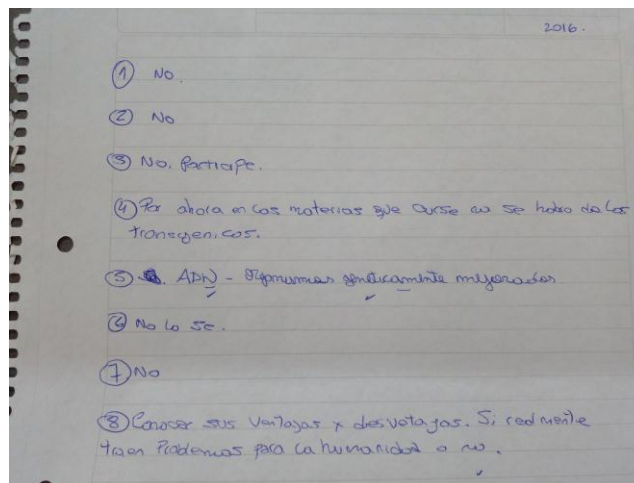 2016.
① No.
② No
③ No. Participe.
④ Por ahora en las materias que curse no se hablo de los
transgenicos.
⑤ ADN - Organismos genéticamente mejorados
⑥ No lo se.
⑦ No
⑧ Conocer sus ventajas y desvetajas. Si realmente
traen Problemas para la humanidad o no.